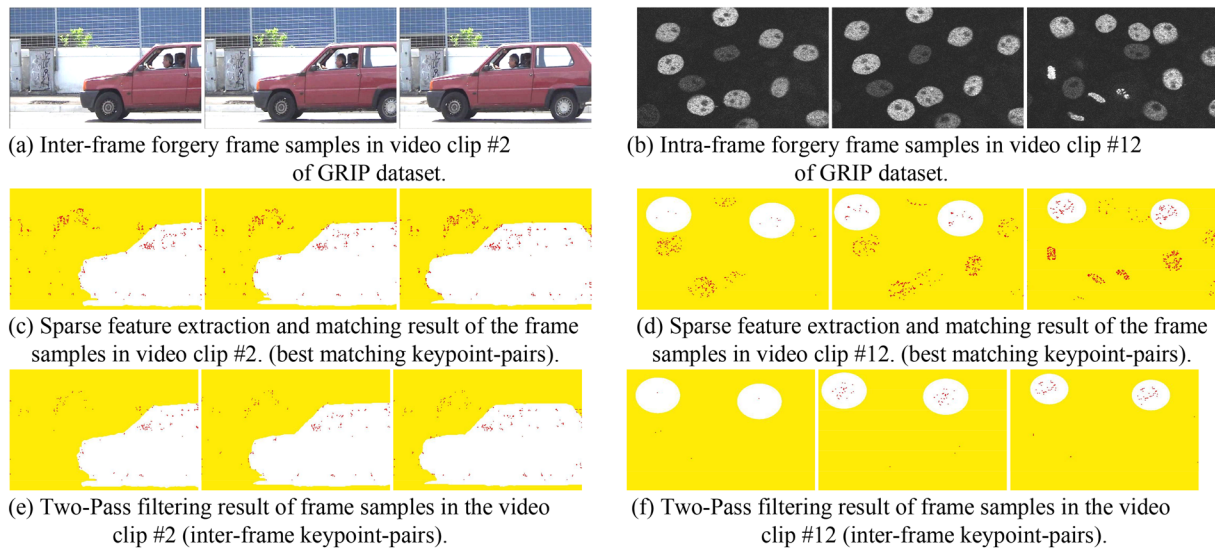 (a) Inter-frame forgery frame samples in video clip #2
of GRIP dataset.
(b) Intra-frame forgery frame samples in video clip #12
of GRIP dataset.
(c) Sparse feature extraction and matching result of the frame
samples in video clip #2. (best matching keypoint-pairs).
(d) Sparse feature extraction and matching result of the frame
samples in video clip #12. (best matching keypoint-pairs).
(e) Two-Pass filtering result of frame samples in the video
clip #2 (inter-frame keypoint-pairs).
(f) Two-Pass filtering result of frame samples in the video
clip #12 (inter-frame keypoint-pairs).